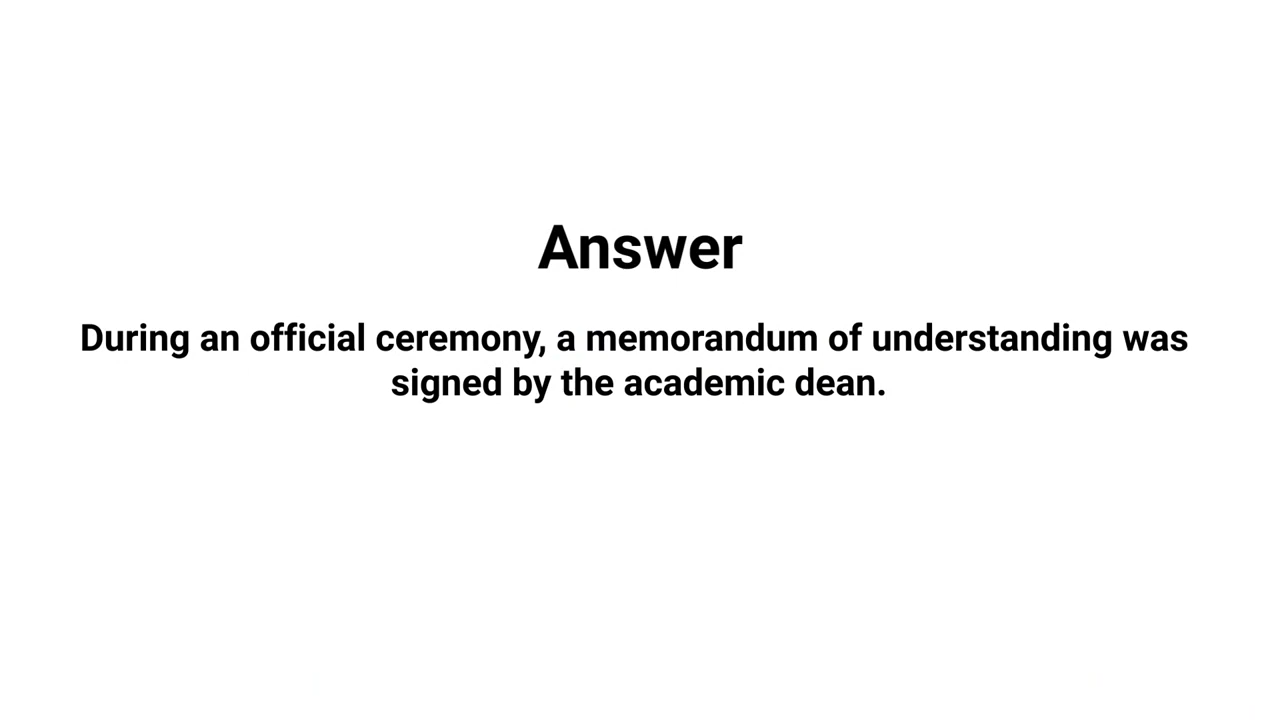 Answer
During an official ceremony, a memorandum of understanding was
signed by the academic dean.